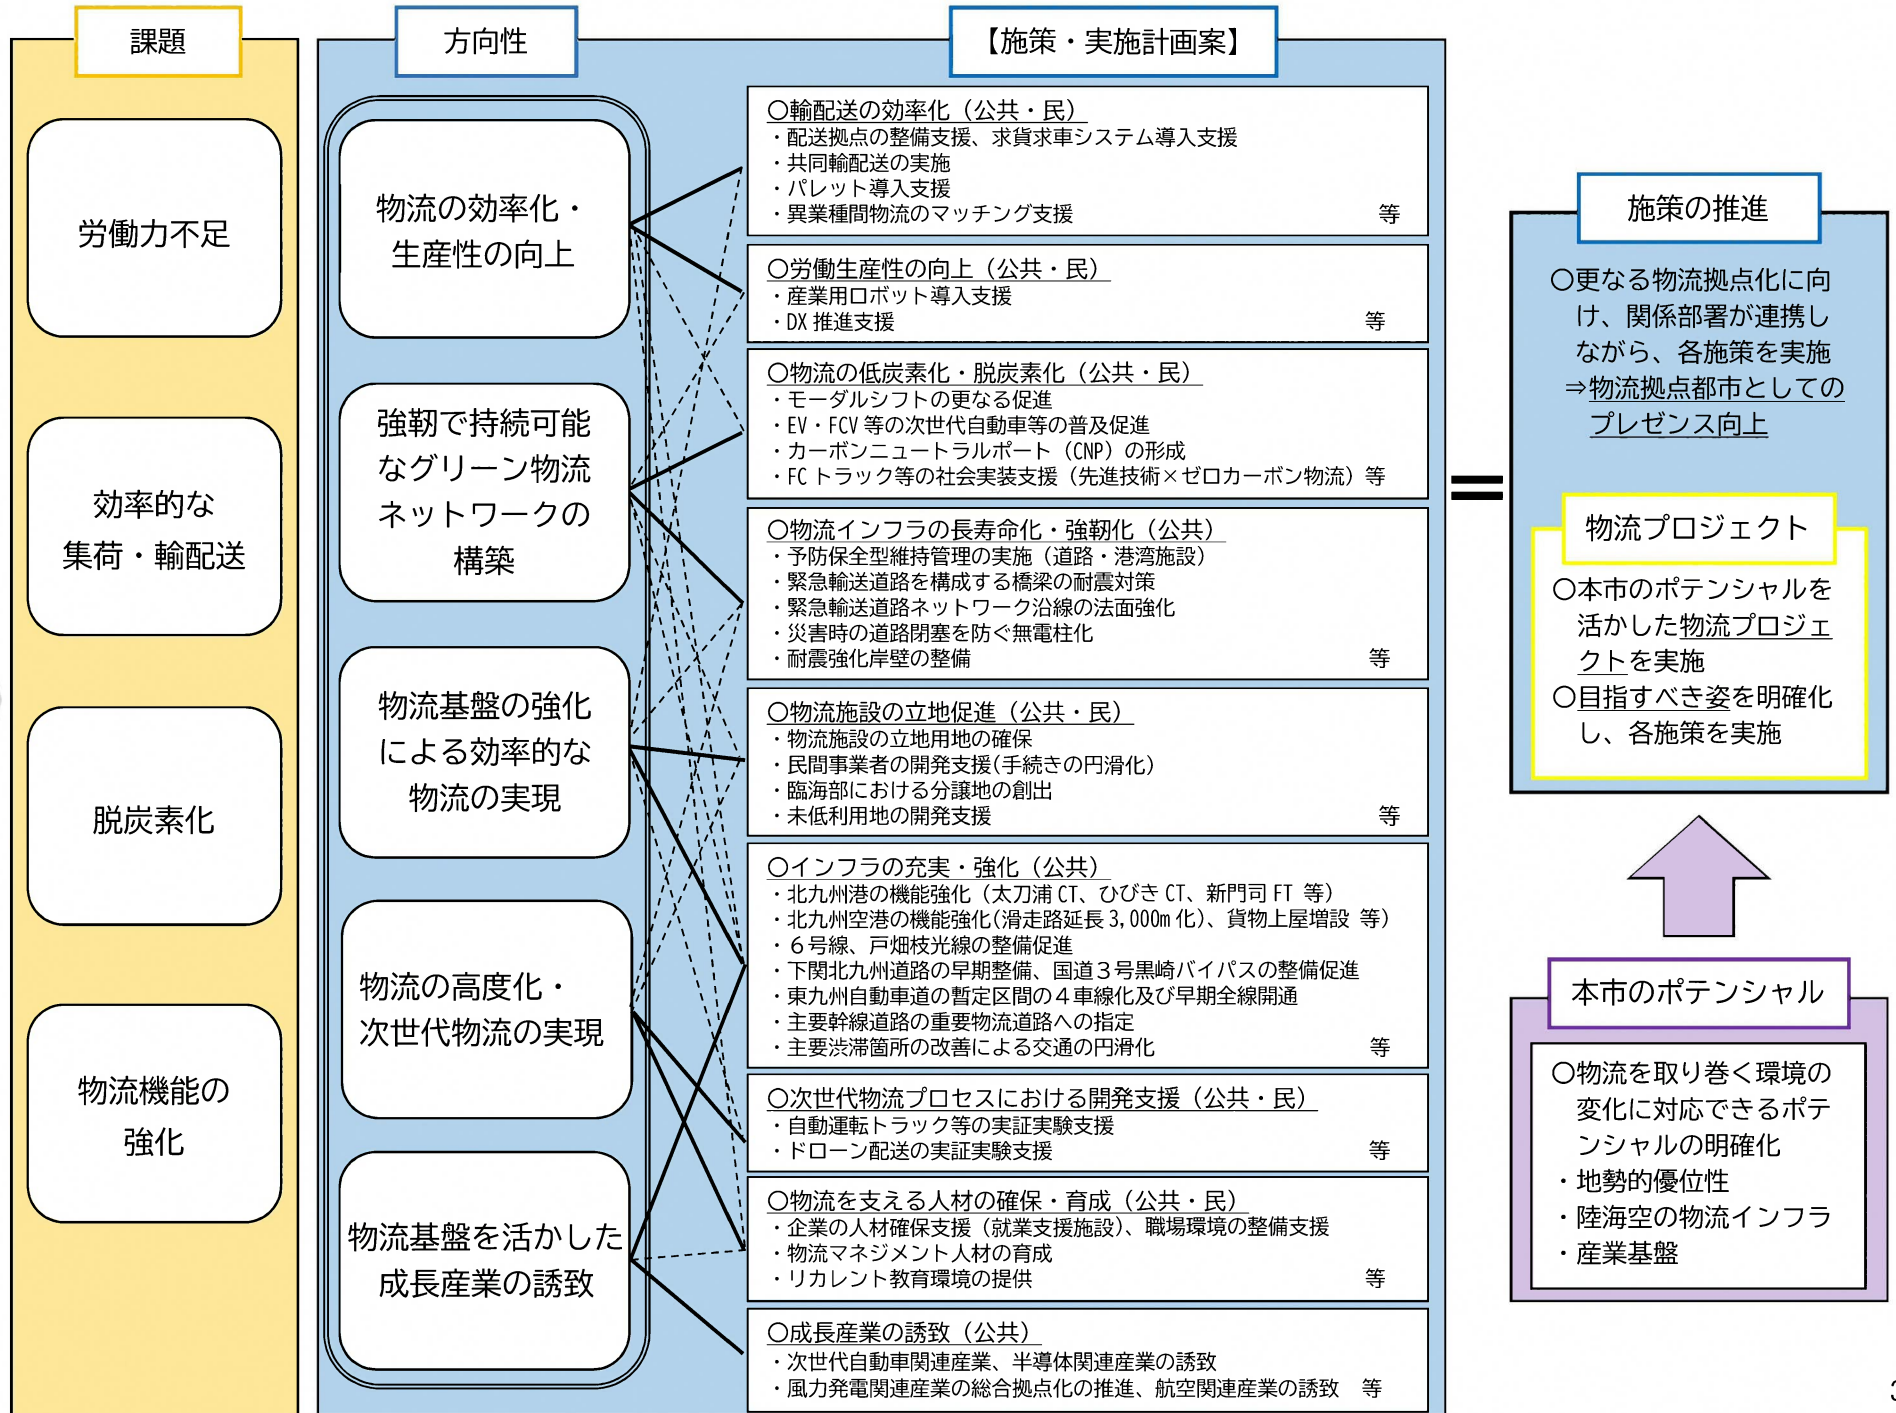 課題
労働力不足
効率的な
集荷・輸配送
脱炭素化
物流機能の
強化
方向性
物流の効率化・
生産性の向上
強靭で持続可能
なグリーン物流
ネットワークの
構築
物流基盤の強化
による効率的な
物流の実現
物流の高度化・
次世代物流の実現
物流基盤を活かした
成長産業の誘致
【施策・実施計画案】
〇輸配送の効率化（公共・民）
・配送拠点の整備支援、求貨求車システム導入支援
・共同輸配送の実施
・パレット導入支援
・異業種間物流のマッチング支援 等
〇労働生産性の向上（公共・民）
・産業用ロボット導入支援
・DX 推進支援 等
〇物流の低炭素化・脱炭素化（公共・民）
・モーダルシフトの更なる促進
・EV・FCV 等の次世代自動車等の普及促進
・カーボンニュートラルポート（CNP）の形成
・FC トラック等の社会実装支援（先進技術×ゼロカーボン物流）等
〇物流インフラの長寿命化・強靭化（公共）
・予防保全型維持管理の実施（道路・港湾施設）
・緊急輸送道路を構成する橋梁の耐震対策
・緊急輸送道路ネットワーク沿線の法面強化
・災害時の道路閉塞を防ぐ無電柱化
・耐震強化岸壁の整備 等
〇物流施設の立地促進（公共・民）
・物流施設の立地用地の確保
・民間事業者の開発支援(手続きの円滑化)
・臨海部における分譲地の創出
・未低利用地の開発支援 等
〇インフラの充実・強化（公共）
・北九州港の機能強化（太刀浦 CT、ひびき CT、新門司 FT 等）
・北九州空港の機能強化(滑走路延長 3,000m 化)、貨物上屋増設 等）
・６号線、戸畑枝光線の整備促進
・下関北九州道路の早期整備、国道３号黒崎バイパスの整備促進
・東九州自動車道の暫定区間の４車線化及び早期全線開通
・主要幹線道路の重要物流道路への指定
・主要渋滞箇所の改善による交通の円滑化 等
〇次世代物流プロセスにおける開発支援（公共・民）
・自動運転トラック等の実証実験支援
・ドローン配送の実証実験支援 等
〇物流を支える人材の確保・育成（公共・民）
・企業の人材確保支援（就業支援施設）、職場環境の整備支援
・物流マネジメント人材の育成
・リカレント教育環境の提供 等
〇成長産業の誘致（公共）
・次世代自動車関連産業、半導体関連産業の誘致
・風力発電関連産業の総合拠点化の推進、航空関連産業の誘致 等
＝
施策の推進
〇更なる物流拠点化に向
け、関係部署が連携し
ながら、各施策を実施
⇒物流拠点都市としての
プレゼンス向上
物流プロジェクト
〇本市のポテンシャルを
活かした物流プロジェ
クトを実施
〇目指すべき姿を明確化
し、各施策を実施
本市のポテンシャル
〇物流を取り巻く環境の
変化に対応できるポテ
ンシャルの明確化
・地勢的優位性
・陸海空の物流インフラ
・産業基盤